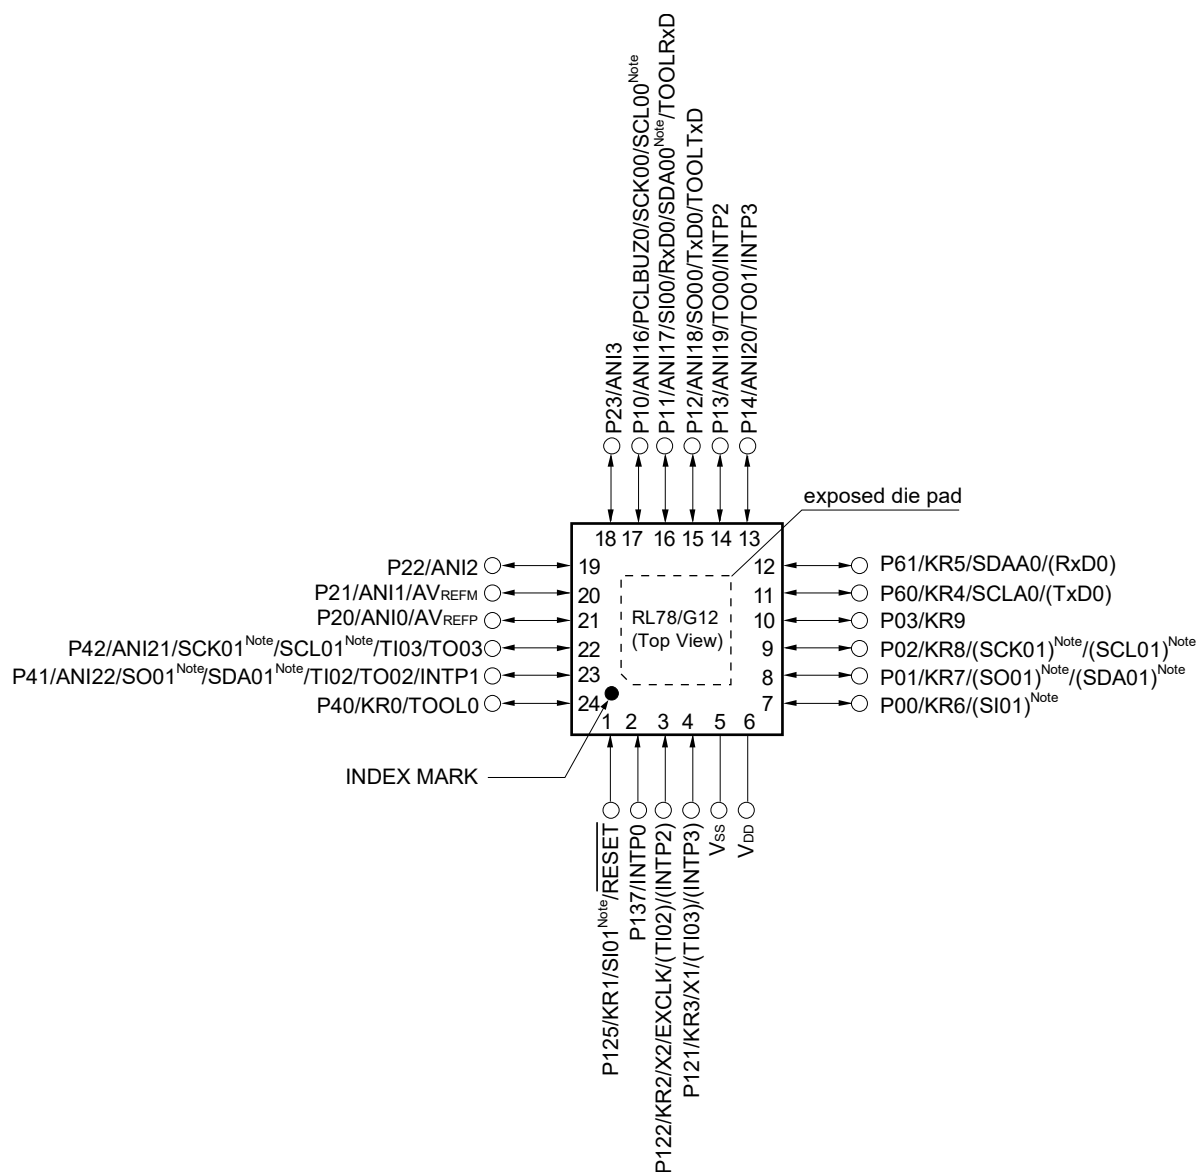 P23/ANI3
P10/ANI16/PCLBUZ0/SCK00/SCL00Note
P11/ANI17/SI00/RxD0/SDA00Note/TOOLRxD
P12/ANI18/SO00/TxD0/TOOLTxD
P13/ANI19/TO00/INTP2
P14/ANI20/TO01/INTP3
exposed die pad
18 17 16 15 14 13
P22/ANI2 19
P21/ANI1/AVREFM 20
P20/ANI0/AVREFP 21
P42/ANI21/SCK01Note/SCL01Note/TI03/TO03 22
P41/ANI22/SO01Note/SDA01Note/TI02/TO02/INTP1 23
P40/KR0/TOOL0 24
RL78/G12
(Top View)
12 P61/KR5/SDAA0/(RxD0)
11 P60/KR4/SCLA0/(TxD0)
10 P03/KR9
9 P02/KR8/(SCK01)Note/(SCL01)Note
8 P01/KR7/(SO01)Note/(SDA01)Note
7 P00/KR6/(SI01)Note
1 2 3 4 5 6
INDEX MARK
P125/KR1/SI01Note/RESET
P137/INTP0
P122/KR2/X2/EXCLK/(TI02)/(INTP2)
P121/KR3/X1/(TI03)/(INTP3)
VSS
VDD